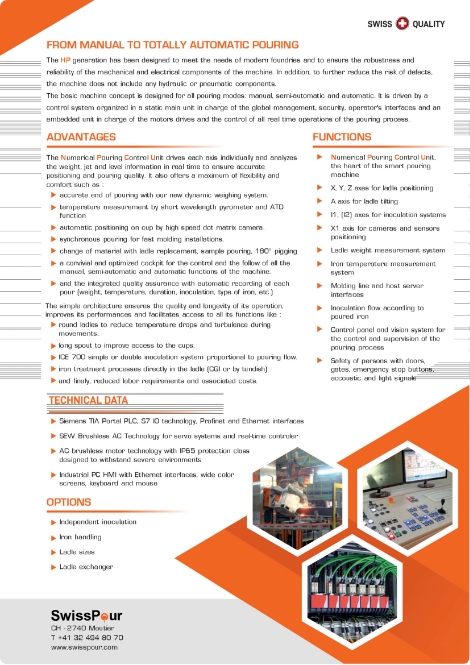 SWISS QUALITY
FROM MANUAL TO TOTALLY AUTOMATIC POURING
The HP generation has been designed to meet the needs of modern foundries and to ensure the robustness and
reliability of the mechanical and electrical components of the machine. In addition, to further reduce the risk of defects,
the machine does not include any hydraulic or pneumatic components.
The basic machine concept is designed for all pouring modes: manual, semi-automatic and automatic. It is driven by a
control system organized in a static main unit in charge of the global management, security, operator's interfaces and an
embedded unit in charge of the motors drives and the control of all real time operations of the pouring process.
ADVANTAGES
The Numerical Pouring Control Unit drives each axis individually and analyzes
the weight, jet and level information in real time to ensure accurate
positioning and pouring quality. It also offers a maximum of flexibility and
comfort such as :
accurate end of pouring with our new dynamic weighing system.
temperature measurement by short wavelength pyrometer and ATD
function
automatic positioning on cup by high speed dot matrix camera.
synchronous pouring for fast molding installations.
change of material with ladle replacement, sample pouring, 180° pigging
a convivial and optimized cockpit for the control and the follow of all the
manual, semi-automatic and automatic functions of the machine.
and the integrated quality assurance with automatic recording of each
pour (weight, temperature, duration, inoculation, type of iron, etc.)
The simple architecture ensures the quality and longevity of its operation,
improves its performances and facilitates access to all its functions like :
round ladles to reduce temperature drops and turbulence during
movements.
long spout to improve access to the cups.
ICE 700 simple or double inoculation system proportional to pouring flow.
iron treatment processes directly in the ladle (CGI or by tundish)
and finally, reduced labor requirements and associated costs.
FUNCTIONS
Numerical Pouring Control Unit,
the heart of the smart pouring
machine
X, Y, Z axes for ladle positioning
A axis for ladle tilting
I1, (I2) axes for inoculation systems
X1 axis for cameras and sensors
positioning
Ladle weight measurement system
Iron temperature measurement
system
Molding line and host server
interfaces
Inoculation flow according to
poured iron
Control panel and vision system for
the control and supervision of the
pouring process
Safety of persons with doors,
gates, emergency stop buttons,
accoustic and light signals
TECHNICAL DATA
Siemens TIA Portal PLC, S7 IO technology, Profinet and Ethernet interfaces
SEW Brushless AC Technology for servo systems and real-time controler
AC brushless motor technology with IP65 protection class
designed to withstand severe environments
Industrial PC HMI with Ethernet interfaces, wide color
screens, keyboard and mouse
OPTIONS
Independent inoculation
Iron handling
Ladle sizes
Ladle exchanger
SwissPour
CH - 2740 Moutier
T +41 32 494 80 70
www.swisspour.com